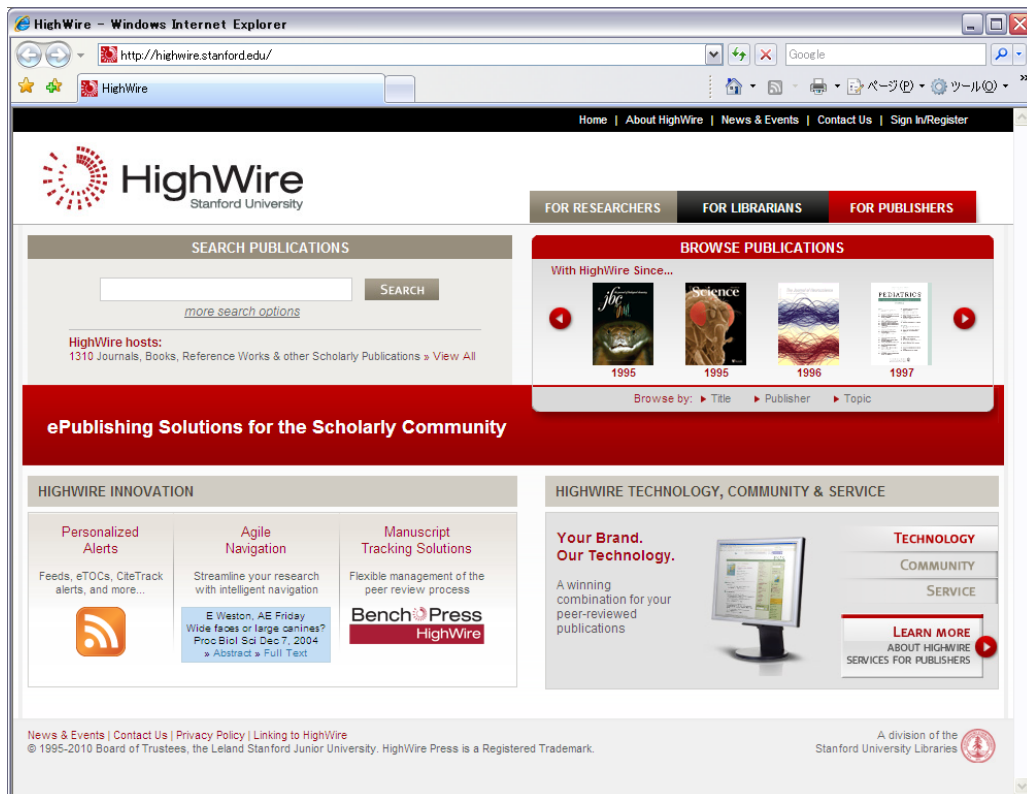 HighWire - Windows Internet Explorer
http://highwire.stanford.edu/
Google
HighWire
ページ(P)
ツール(O)
Home | About HighWire | News & Events | Contact Us | Sign In/Register
HighWire
Stanford University
FOR RESEARCHERS
FOR LIBRARIANS
FOR PUBLISHERS
SEARCH PUBLICATIONS
SEARCH
more search options
HighWire hosts:
1310 Journals, Books, Reference Works & other Scholarly Publications » View All
BROWSE PUBLICATIONS
With HighWire Since...
jbc
Science
PEDIATRICS
1995
1995
1996
1997
Browse by: Title Publisher Topic
ePublishing Solutions for the Scholarly Community
HIGHWIRE INNOVATION
Personalized
Alerts
Feeds, eTOCs, CiteTrack
alerts, and more...
Agile
Navigation
Streamline your research
with intelligent navigation
E Weston, AE Friday
Wide faces or large canines?
Proc Biol Sci Dec 7, 2004
» Abstract » Full Text
Manuscript
Tracking Solutions
Flexible management of the
peer review process
Bench Press
HighWire
HIGHWIRE TECHNOLOGY, COMMUNITY & SERVICE
Your Brand.
Our Technology.
A winning
combination for your
peer-reviewed
publications
TECHNOLOGY
COMMUNITY
SERVICE
LEARN MORE
ABOUT HIGHWIRE
SERVICES FOR PUBLISHERS
News & Events | Contact Us | Privacy Policy | Linking to HighWire
© 1995-2010 Board of Trustees, the Leland Stanford Junior University. HighWire Press is a Registered Trademark.
A division of the
Stanford University Libraries